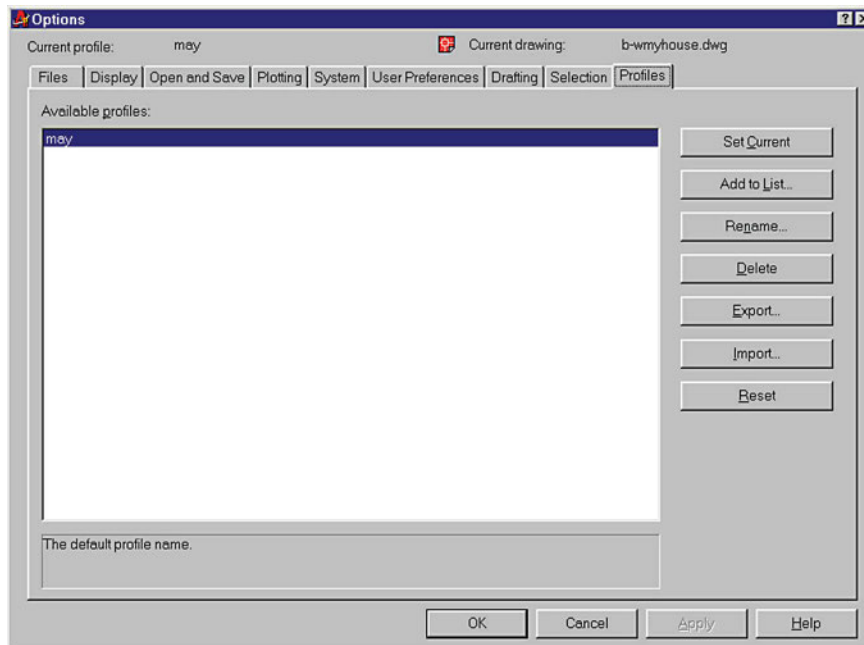 Options
Current profile: may Current drawing: b-wmyhouse.dwg
Files Display Open and Save Plotting System User Preferences Drafting Selection Profiles
Available profiles:
may
Set Current
Add to List...
Rename...
Delete
Export...
Import...
Reset
The default profile name.
OK Cancel Apply Help